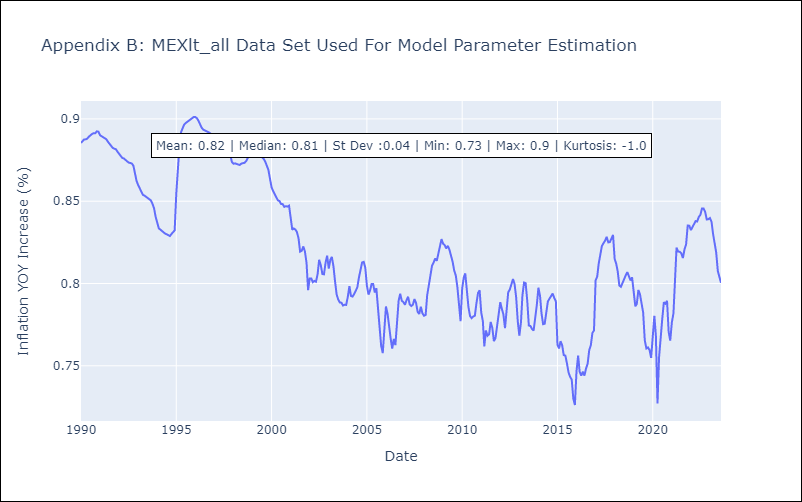 Appendix B: MEXlt_all Data Set Used For Model Parameter Estimation
Mean: 0.82 | Median: 0.81 | St Dev :0.04 | Min: 0.73 | Max: 0.9 | Kurtosis: -1.0
Inflation YOY Increase (%)
0.9
0.85
0.8
0.75
1990 1995 2000 2005 2010 2015 2020
Date